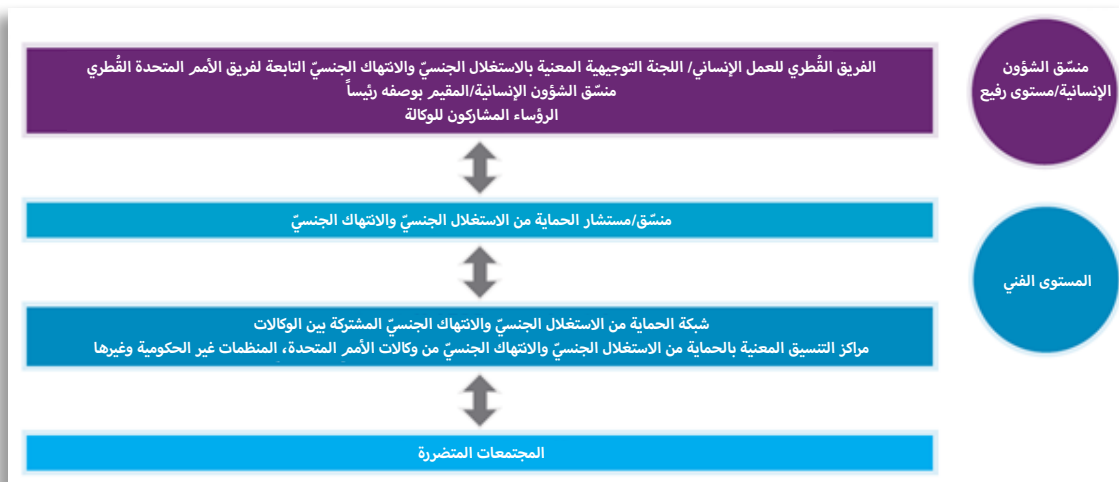 الفريق القُطري للعمل الإنساني/ اللجنة التوجيهية المعنية بالاستغلال الجنسيّ والانتهاك الجنسيّ التابعة لفريق الأمم المتحدة القُطري
منسّق الشؤون الإنسانية/المقيم بوصفه رئيساً
الرؤساء المشاركون للوكالة
منسّق الشؤون
الإنسانية/مستوى رفيع
منسّق/مستشار الحماية من الاستغلال الجنسيّ والانتهاك الجنسيّ
المستوى الفني
شبكة الحماية من الاستغلال الجنسيّ والانتهاك الجنسيّ المشتركة بين الوكالات
مراكز التنسيق المعنية بالحماية من الاستغلال الجنسيّ والانتهاك الجنسيّ من وكالات الأمم المتحدة، المنظمات غير الحكومية وغيرها
المجتمعات المتضررة